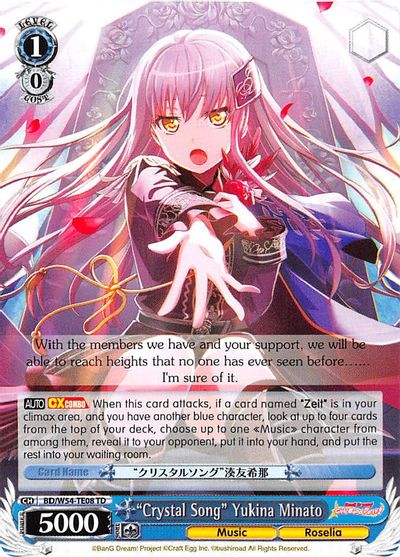 LEVEL
1
0
COST
With the members we have and your support, we will be
able to reach heights that no one has ever seen before……
I'm sure of it.
AUTO CX COMBO When this card attacks, if a card named "Zeit" is in your
climax area, and you have another blue character, look at up to four cards
from the top of your deck, choose up to one «Music» character from
among them, reveal it to your opponent, put it into your hand, and put the
rest into your waiting room.
Card Name
“クリスタルソング”湊友希那
BD/W54-TE08 TD
5000
“Crystal Song” Yukina Minato
Music
Roselia
©BanG Dream! Project ©Craft Egg Inc. ©bushiroad All Rights Reserved.